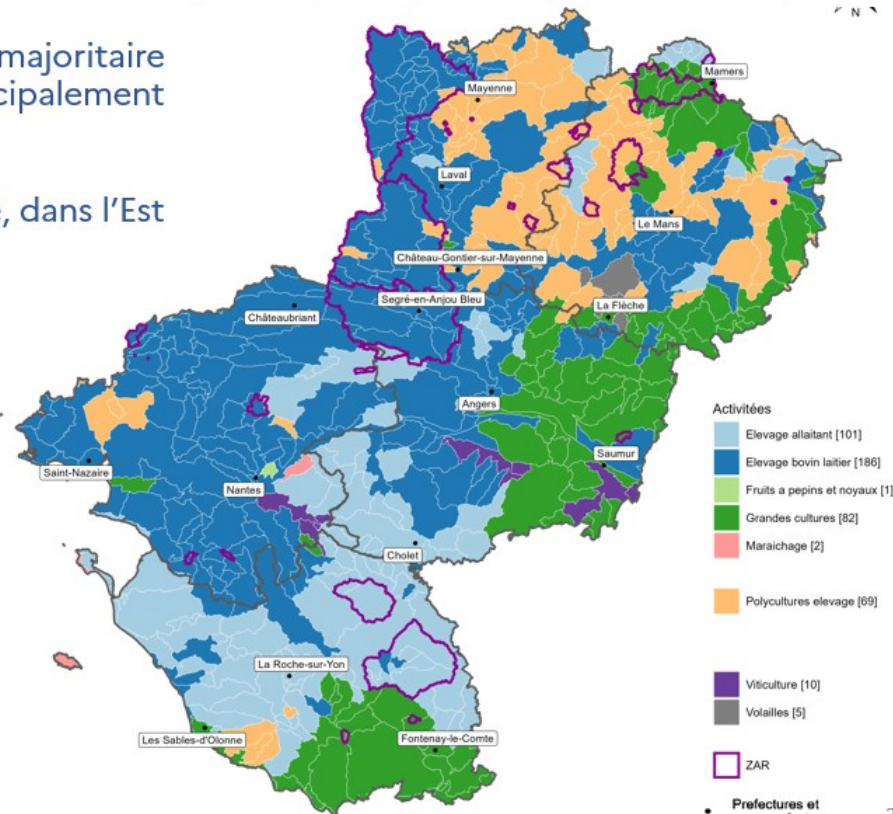 majoritaire
cipalement
e, dans l'Est
N
Mamers
Mayenne
Laval
Le Mans
Château-Gontier-sur-Mayenne
Segré-en-Anjou Bleu
La Flèche
Châteaubriant
Angers
Saumur
Saint-Nazaire
Nantes
Cholet
La Roche-sur-Yon
Les Sables-d'Olonne
Fontenay-le-Comte
Activitées
Elevage allaitant [101]
Elevage bovin laitier [186]
Fruits a pepins et noyaux [1]
Grandes cultures [82]
Maraichage [2]
Polycultures elevage [69]
Viticulture [10]
Volailles [5]
ZAR
Prefectures et